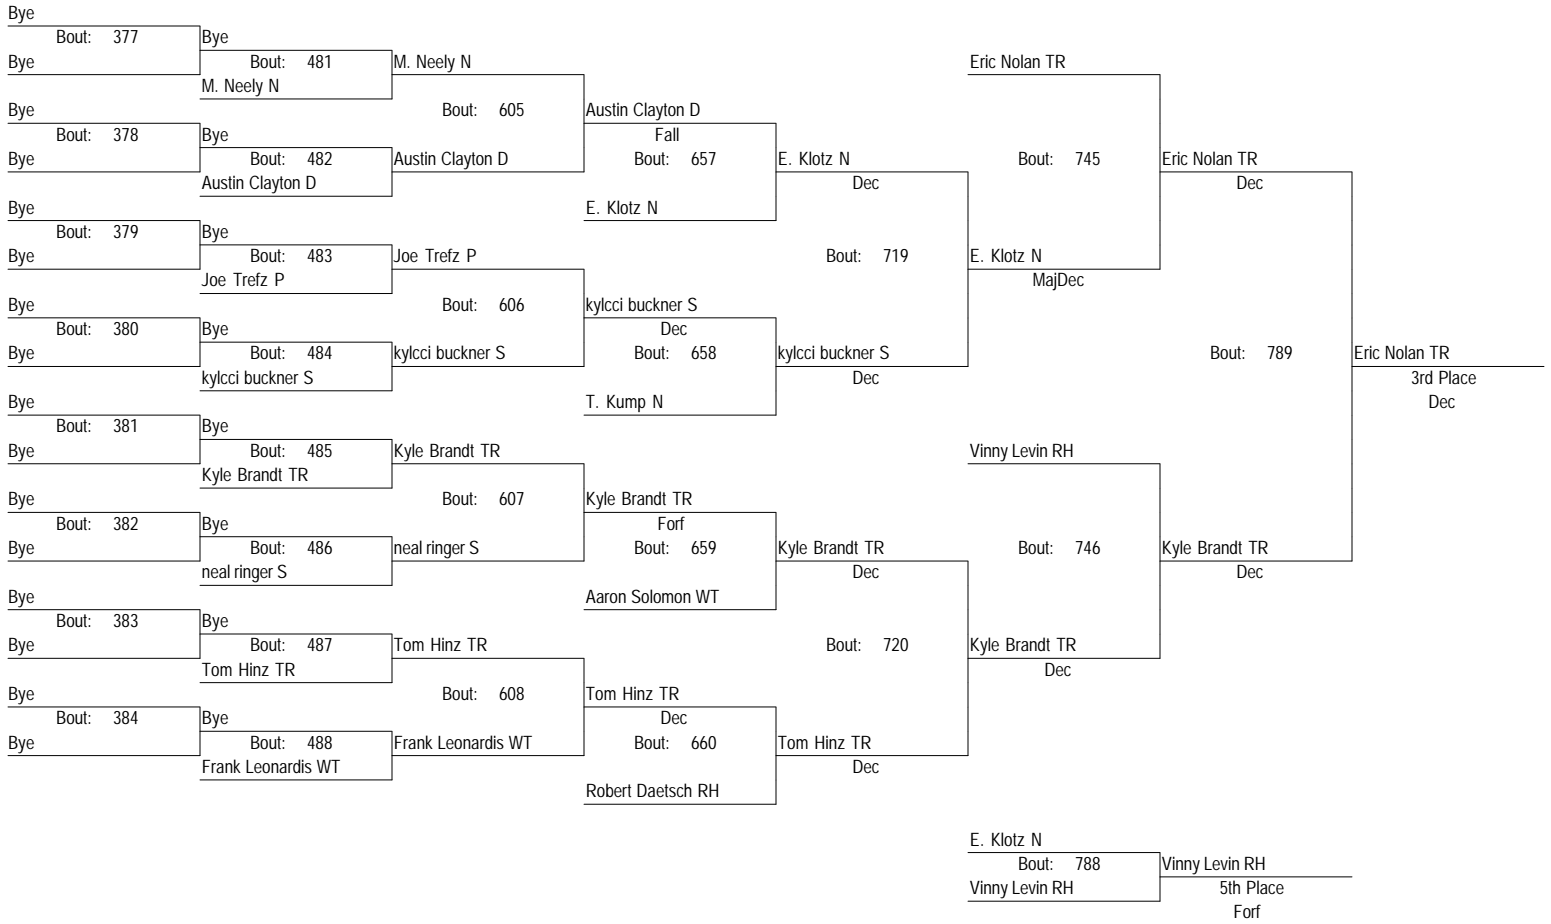 Bye
Bout: 377
Bye
Bye
Bout: 481
M. Neely N
M. Neely N
Bye
Bout: 378
Bye
Bye
Bout: 482
Austin Clayton D
Austin Clayton D
Bout: 605
Austin Clayton D
Fall
Bout: 657
E. Klotz N
E. Klotz N
Dec
Bye
Bout: 379
Bye
Bye
Bout: 483
Joe Trefz P
Joe Trefz P
Bye
Bout: 380
Bye
Bye
Bout: 484
kylcci buckner S
kylcci buckner S
Bout: 606
kylcci buckner S
Dec
Bout: 658
T. Kump N
kylcci buckner S
Dec
Bout: 719
E. Klotz N
MajDec
Eric Nolan TR
Bout: 745
Eric Nolan TR
Dec
Bye
Bout: 381
Bye
Bye
Bout: 485
Kyle Brandt TR
Kyle Brandt TR
Bye
Bout: 382
Bye
Bye
Bout: 486
neal ringer S
neal ringer S
Bout: 607
Kyle Brandt TR
Forf
Bout: 659
Aaron Solomon WT
Kyle Brandt TR
Dec
Bye
Bout: 383
Bye
Bye
Bout: 487
Tom Hinz TR
Tom Hinz TR
Bye
Bout: 384
Bye
Bye
Bout: 488
Frank Leonardis WT
Frank Leonardis WT
Bout: 608
Tom Hinz TR
Dec
Bout: 660
Robert Daetsch RH
Tom Hinz TR
Dec
Bout: 720
Kyle Brandt TR
Dec
Vinny Levin RH
Bout: 746
Kyle Brandt TR
Dec
Bout: 789
Eric Nolan TR
3rd Place
Dec
E. Klotz N
Bout: 788
Vinny Levin RH
Vinny Levin RH
5th Place
Forf